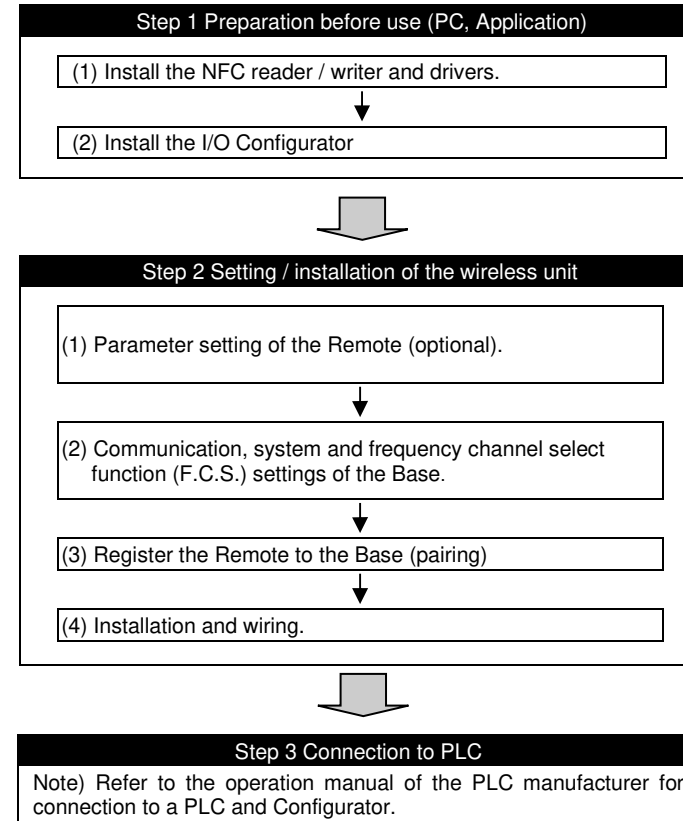 Step 1 Preparation before use (PC, Application)
(1) Install the NFC reader / writer and drivers.
(2) Install the I/O Configurator
Step 2 Setting / installation of the wireless unit
(1) Parameter setting of the Remote (optional).
(2) Communication, system and frequency channel select
function (F.C.S.) settings of the Base.
(3) Register the Remote to the Base (pairing)
(4) Installation and wiring.
Step 3 Connection to PLC
Note) Refer to the operation manual of the PLC manufacturer for
connection to a PLC and Configurator.